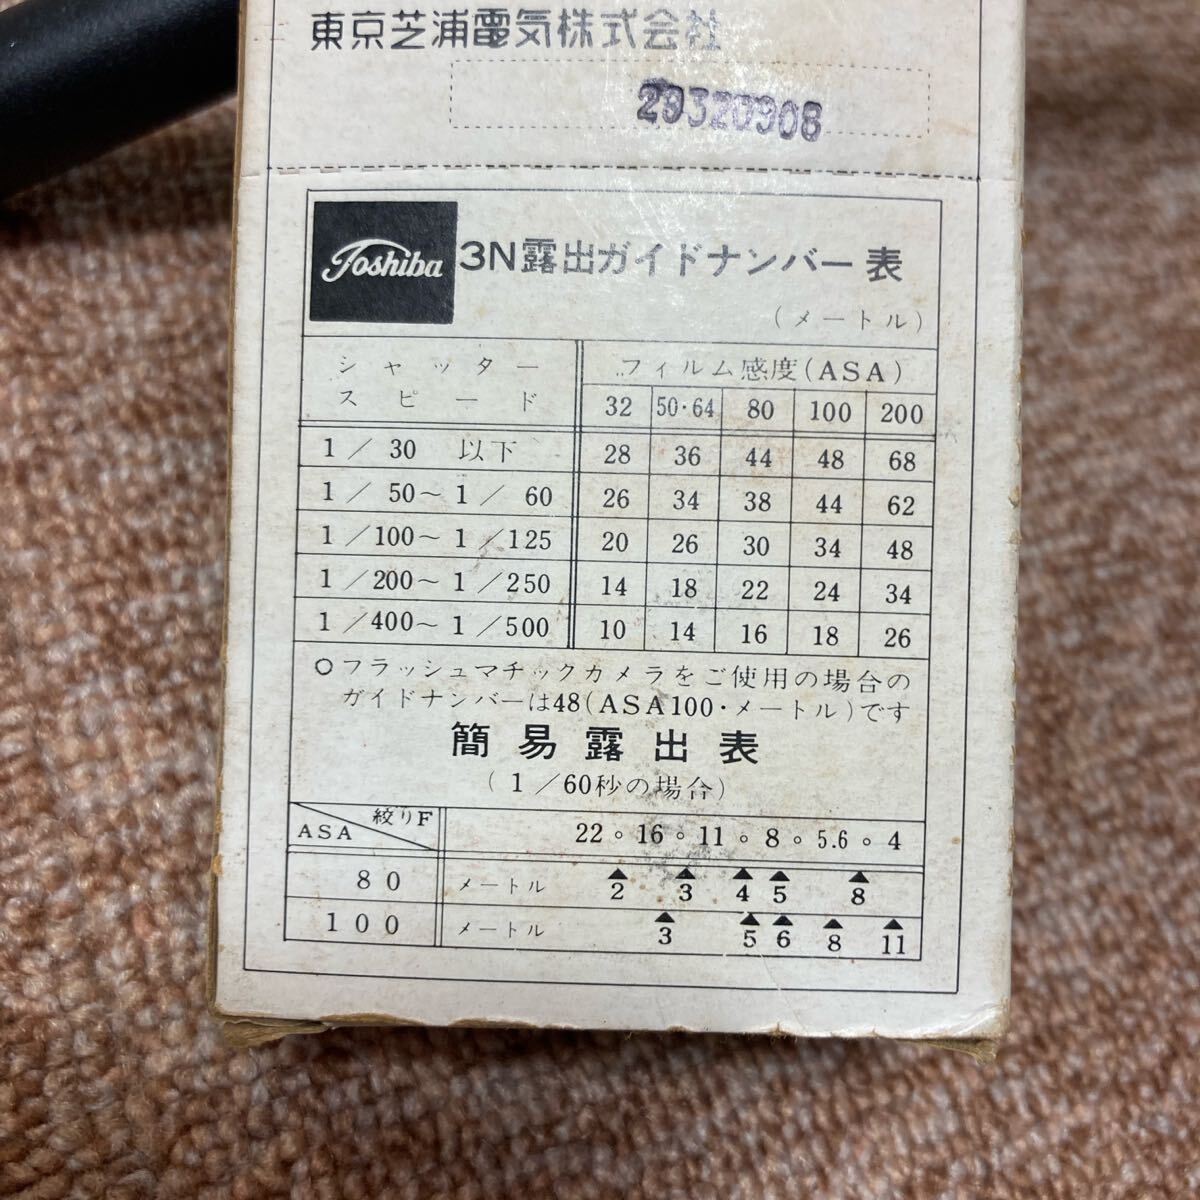 東京芝浦電気株式会社
29320908
Toshiba 3N露出ガイドナンバー表
(メートル)
シャッター フィルム感度(ASA)
スピード 32 50・64 80 100 200
1/30 以下 28 36 44 48 68
1/50～1/60 26 34 38 44 62
1/100～1/125 20 26 30 34 48
1/200～1/250 14 18 22 24 34
1/400～1/500 10 14 16 18 26
○フラッシュマチックカメラをご使用の場合の
ガイドナンバーは48(ASA100・メートル)です
簡易露出表
(1/60秒の場合)
ASA 絞りF 22。16。11。8。5.6。4
80 メートル 2 3 4 5 8
100 メートル 3 5 6 8 11